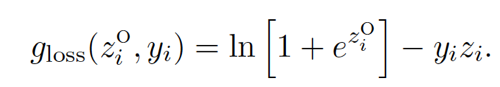 g_loss(z_i^O, y_i) = ln [1 + e^{z_i^O}] − y_i z_i.